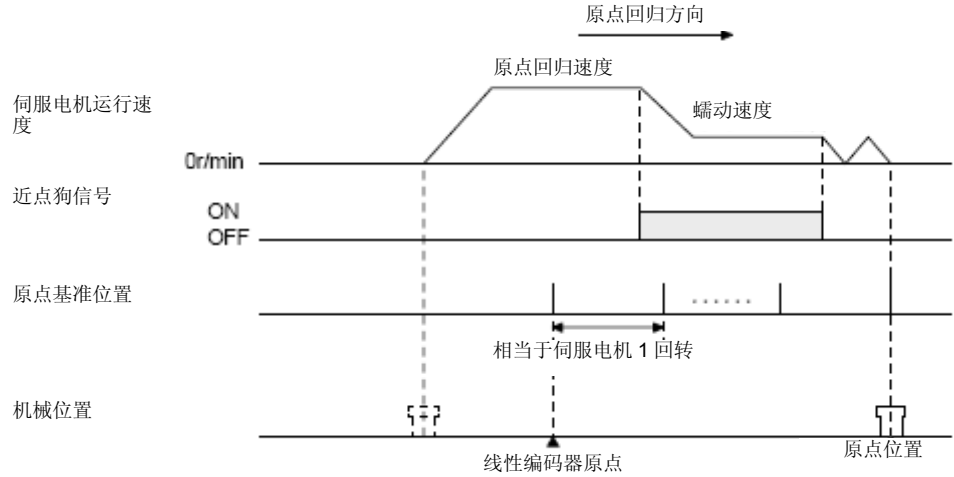 原点回归方向
原点回归速度
伺服电机运行速
度
蠕动速度
0r/min
近点狗信号
ON
OFF
原点基准位置
······
相当于伺服电机 1 回转
机械位置
原点位置
线性编码器原点